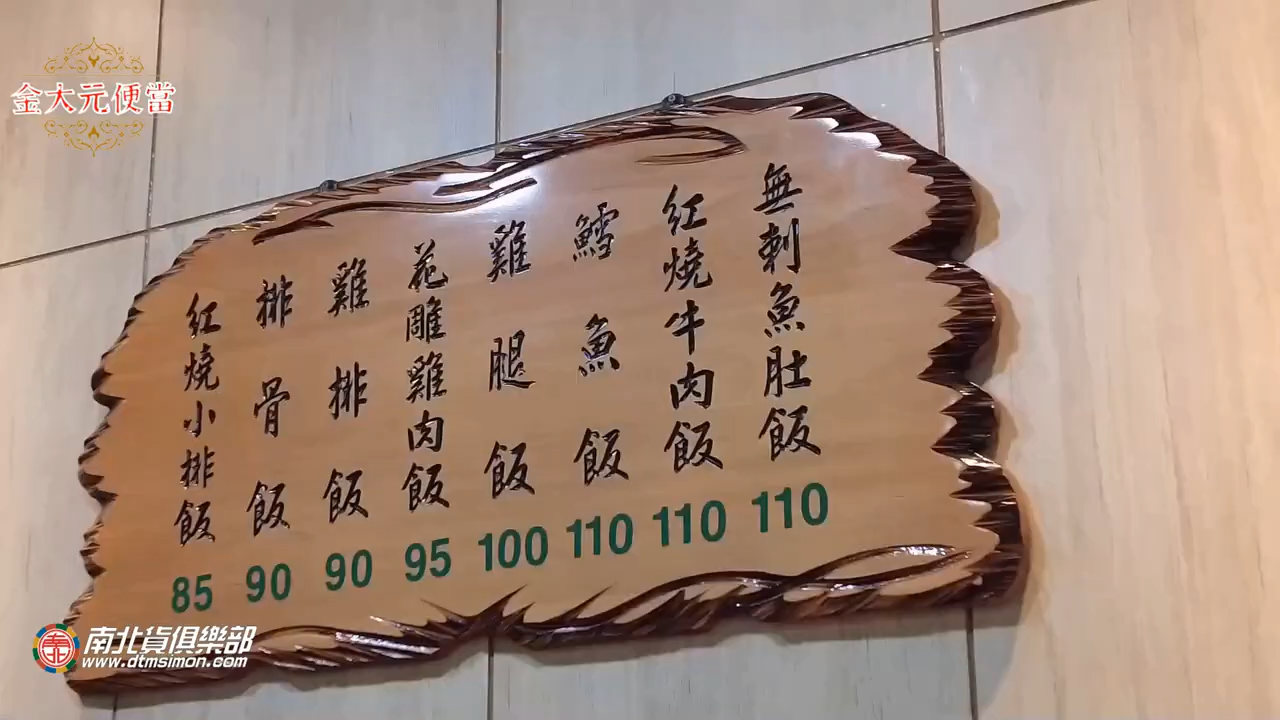 金大元便當
無刺魚肚飯
110
紅燒牛肉飯
110
鱈魚飯
110
雞腿飯
100
花雕雞肉飯
95
雞排飯
90
排骨飯
90
紅燒小排飯
85
南北貨俱樂部
www.dtmsimon.com